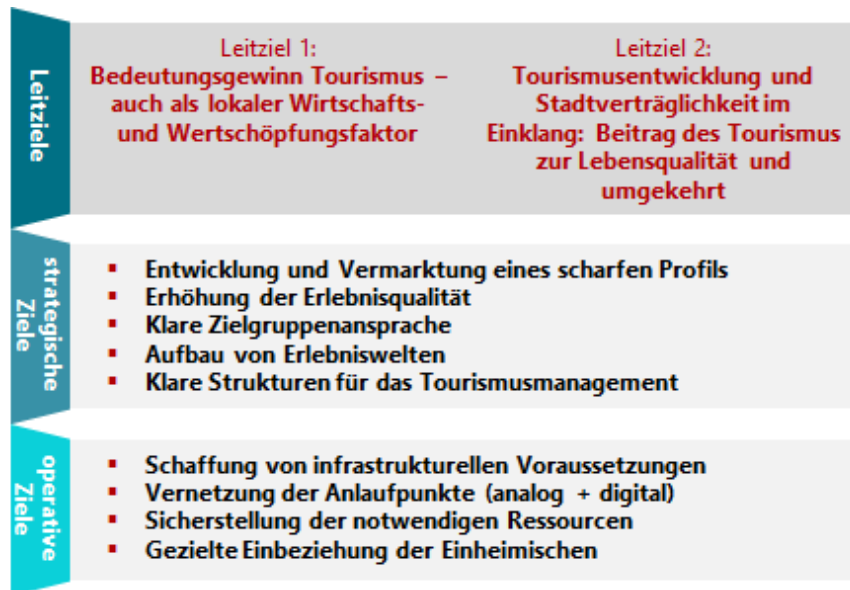 Leitziele
Leitziel 1:
Bedeutungsgewinn Tourismus –
auch als lokaler Wirtschafts-
und Wertschöpfungsfaktor
Leitziel 2:
Tourismusentwicklung und
Stadtverträglichkeit im
Einklang: Beitrag des Tourismus
zur Lebensqualität und
umgekehrt
strategische
Ziele
▪ Entwicklung und Vermarktung eines scharfen Profils
▪ Erhöhung der Erlebnisqualität
▪ Klare Zielgruppenansprache
▪ Aufbau von Erlebniswelten
▪ Klare Strukturen für das Tourismusmanagement
operative
Ziele
▪ Schaffung von infrastrukturellen Voraussetzungen
▪ Vernetzung der Anlaufpunkte (analog + digital)
▪ Sicherstellung der notwendigen Ressourcen
▪ Gezielte Einbeziehung der Einheimischen